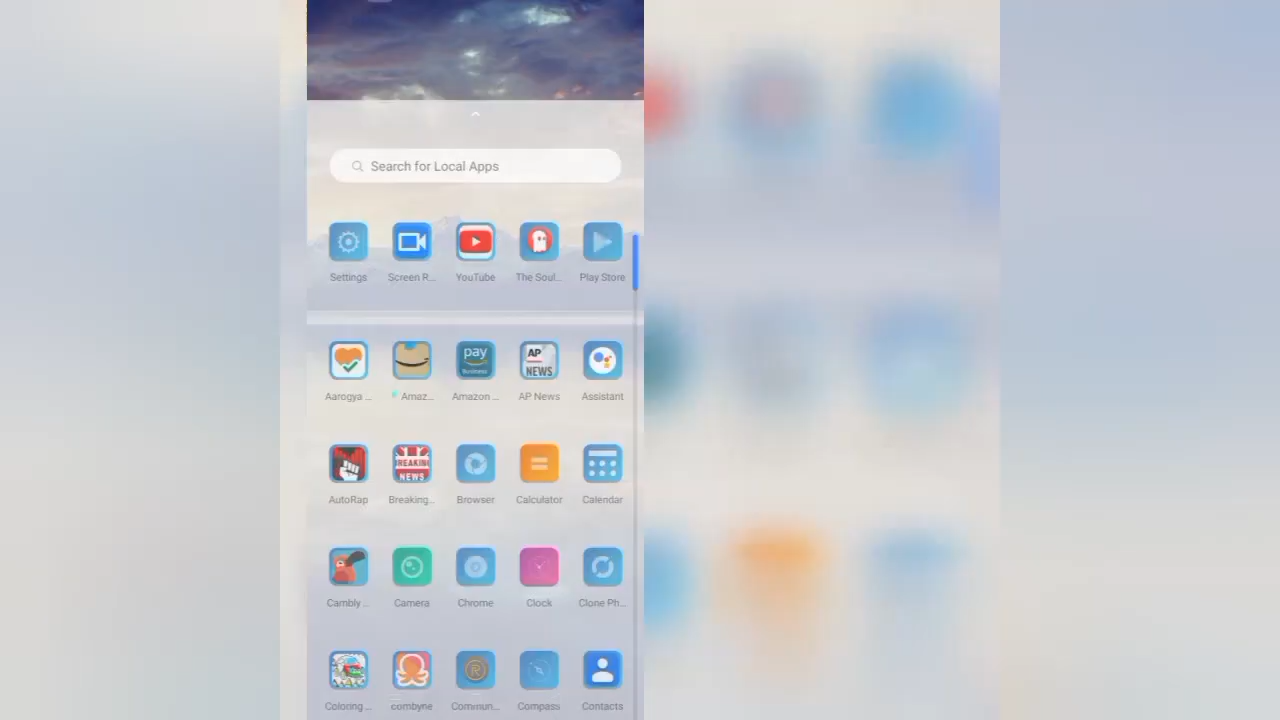 Search for Local Apps
Settings Screen R... YouTube The Soul... Play Store
pay AP
Business NEWS
Aarogya ... Amaz... Amazon ... AP News Assistant
BREAKING
NEWS
AutoRap Breaking... Browser Calculator Calendar
Cambly ... Camera Chrome Clock Clone Ph...
R
Coloring ... combyne Commun... Compass Contacts